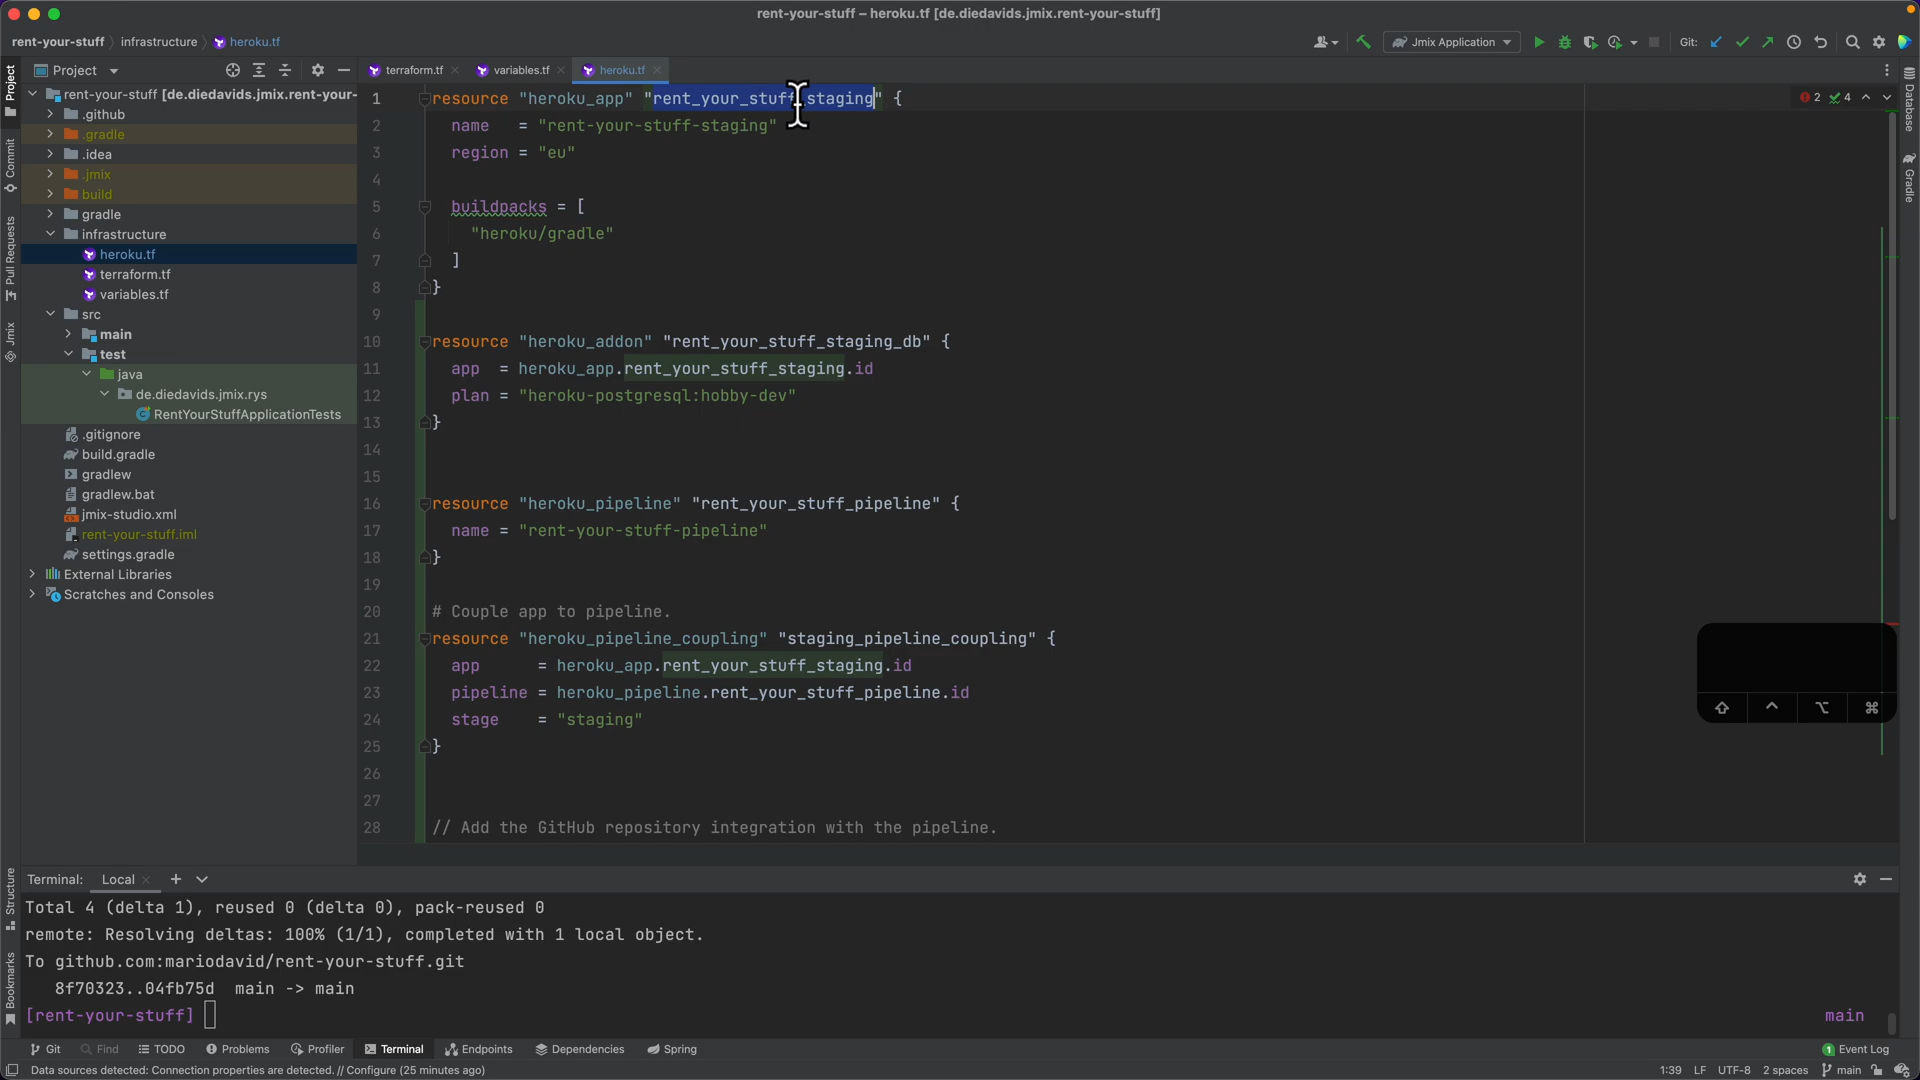 rent-your-stuff – heroku.tf [de.diedavids.jmix.rent-your-stuff]
rent-your-stuff infrastructure heroku.tf
Jmix Application Git:
Project
terraform.tf variables.tf heroku.tf
rent-your-stuff [de.diedavids.jmix.rent-your-
.github
.gradle
.idea
.jmix
build
gradle
infrastructure
heroku.tf
terraform.tf
variables.tf
src
main
test
java
de.diedavids.jmix.rys
RentYourStuffApplicationTests
.gitignore
build.gradle
gradlew
gradlew.bat
jmix-studio.xml
rent-your-stuff.iml
settings.gradle
External Libraries
Scratches and Consoles
Project
Commit
Pull Requests
Jmix
Structure
Bookmarks
1 resource "heroku_app" "rent_your_stuff_staging" {
2 name = "rent-your-stuff-staging"
3 region = "eu"
4
5 buildpacks = [
6 "heroku/gradle"
7 ]
8 }
9
10 resource "heroku_addon" "rent_your_stuff_staging_db" {
11 app = heroku_app.rent_your_stuff_staging.id
12 plan = "heroku-postgresql:hobby-dev"
13 }
14
15
16 resource "heroku_pipeline" "rent_your_stuff_pipeline" {
17 name = "rent-your-stuff-pipeline"
18 }
19
20 # Couple app to pipeline.
21 resource "heroku_pipeline_coupling" "staging_pipeline_coupling" {
22 app = heroku_app.rent_your_stuff_staging.id
23 pipeline = heroku_pipeline.rent_your_stuff_pipeline.id
24 stage = "staging"
25 }
26
27
28 // Add the GitHub repository integration with the pipeline.
2 4
Database
Gradle
Terminal: Local
Total 4 (delta 1), reused 0 (delta 0), pack-reused 0
remote: Resolving deltas: 100% (1/1), completed with 1 local object.
To github.com:mariodavid/rent-your-stuff.git
8f70323..04fb75d main -> main
[rent-your-stuff] main
Git Find TODO Problems Profiler Terminal Endpoints Dependencies Spring 1 Event Log
Data sources detected: Connection properties are detected. // Configure (25 minutes ago) 1:39 LF UTF-8 2 spaces main